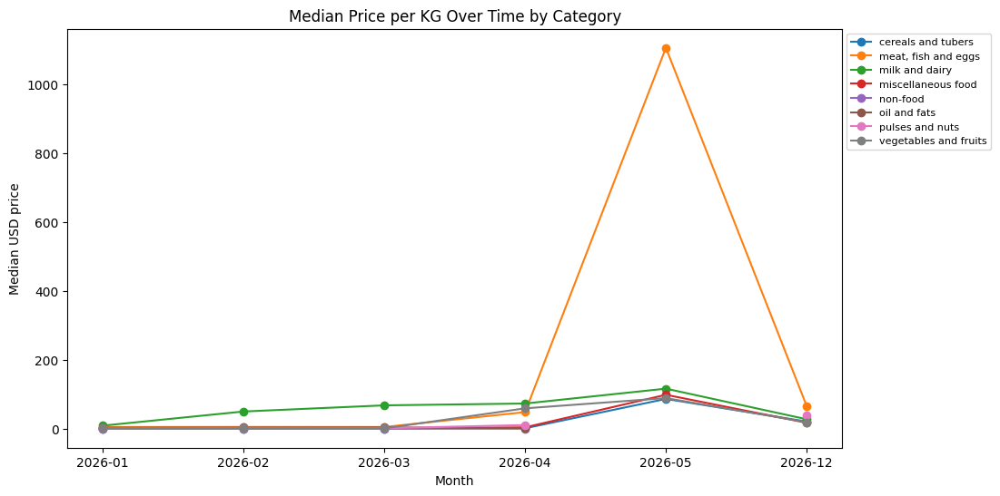 Median Price per KG Over Time by Category
Median USD price
1000
800
600
400
200
0
2026-01 2026-02 2026-03 2026-04 2026-05 2026-12
Month
cereals and tubers
meat, fish and eggs
milk and dairy
miscellaneous food
non-food
oil and fats
pulses and nuts
vegetables and fruits